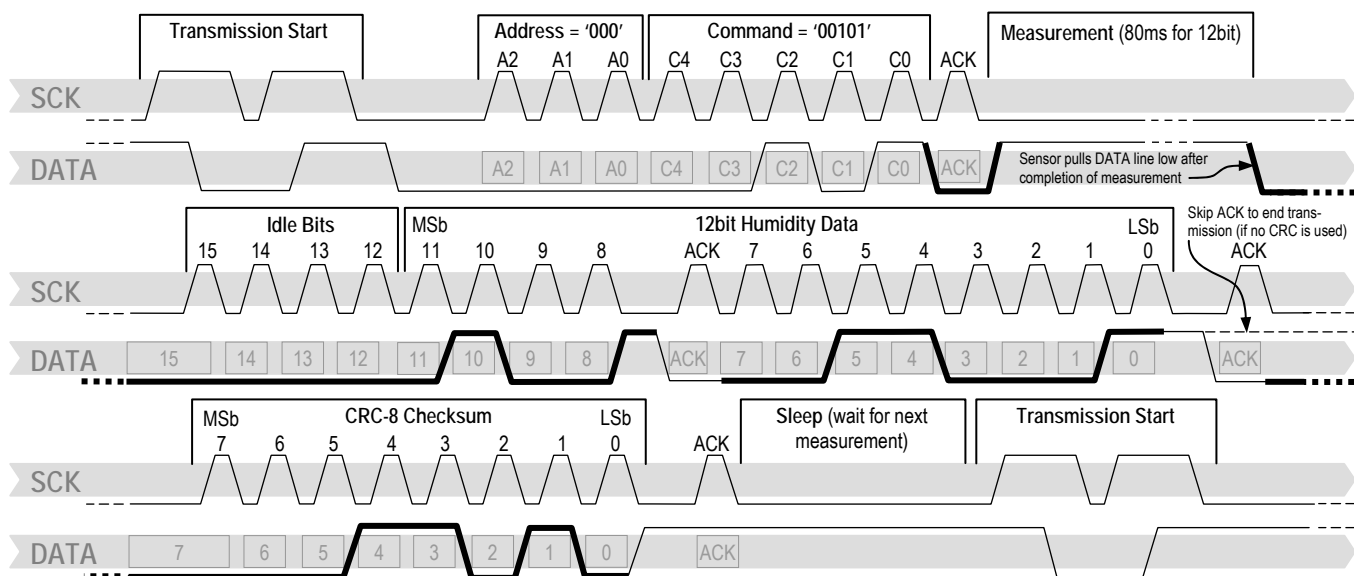 Transmission Start Address = ‘000’ Command = ‘00101’ Measurement (80ms for 12bit)
A2 A1 A0 C4 C3 C2 C1 C0 ACK
SCK
DATA A2 A1 A0 C4 C3 C2 C1 C0 ACK
Sensor pulls DATA line low after
completion of measurement
Idle Bits MSb 12bit Humidity Data LSb
Skip ACK to end trans-
mission (if no CRC is used)
15 14 13 12 11 10 9 8 ACK 7 6 5 4 3 2 1 0 ACK
SCK
DATA 15 14 13 12 11 10 9 8 ACK 7 6 5 4 3 2 1 0 ACK
MSb CRC-8 Checksum LSb
Sleep (wait for next
measurement)
Transmission Start
7 6 5 4 3 2 1 0 ACK
SCK
DATA 7 6 5 4 3 2 1 0 ACK